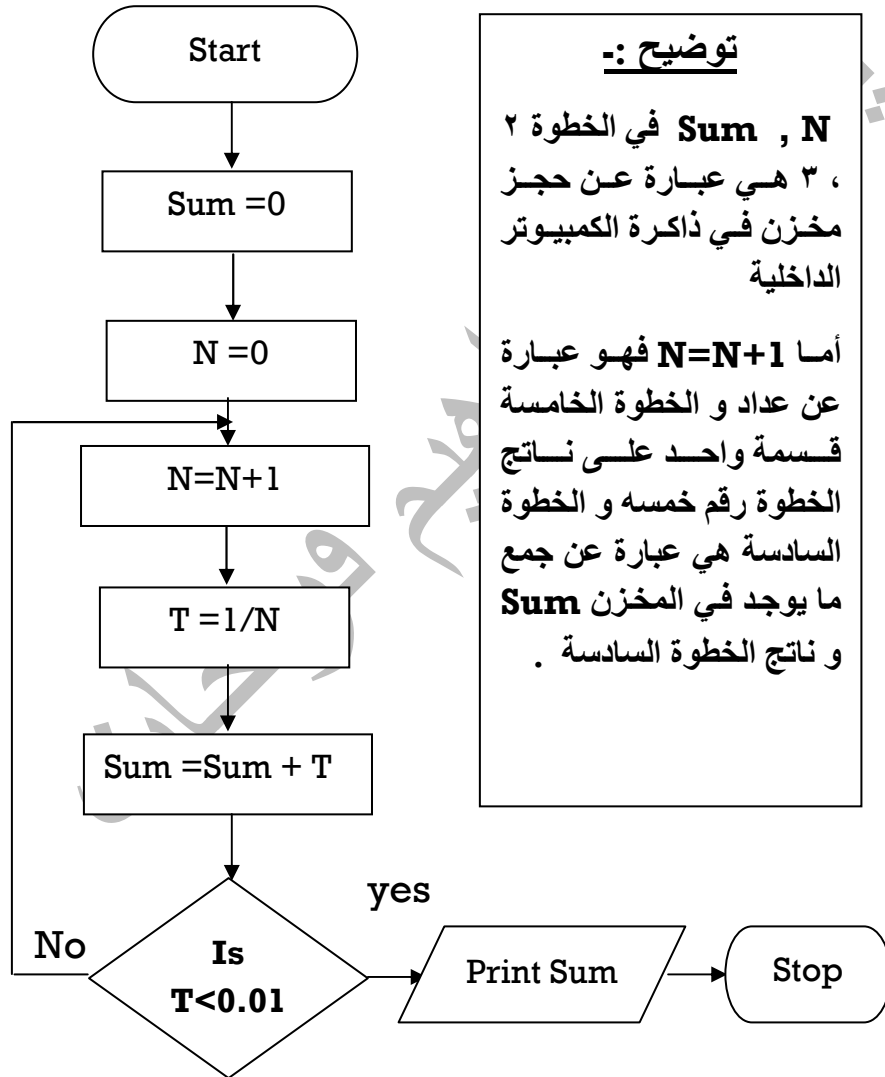 Start
Sum =0
N =0
N=N+1
T =1/N
Sum =Sum + T
Is
T<0.01
No
yes
Print Sum
Stop
توضيح :-
Sum , N في الخطوة ٢
، ٣ هي عبارة عن حجز
مخزن في ذاكرة الكمبيوتر
الداخلية
أما N=N+1 فهو عبارة
عن عداد و الخطوة الخامسة
قسمة واحد على ناتج
الخطوة رقم خمسه و الخطوة
السادسة هي عبارة عن جمع
ما يوجد في المخزن Sum
و ناتج الخطوة السادسة .